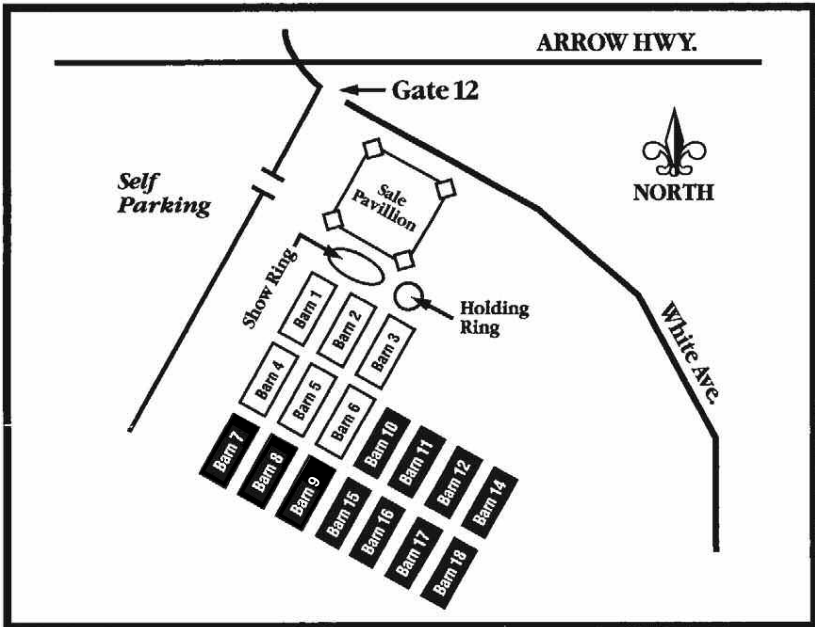 ARROW HWY.
Gate 12
NORTH
Self
Parking
Sale
Pavillion
Show Ring
Holding
Ring
White Ave.
Barn 1
Barn 2
Barn 3
Barn 4
Barn 5
Barn 6
Barn 7
Barn 8
Barn 9
Barn 10
Barn 11
Barn 12
Barn 14
Barn 15
Barn 16
Barn 17
Barn 18